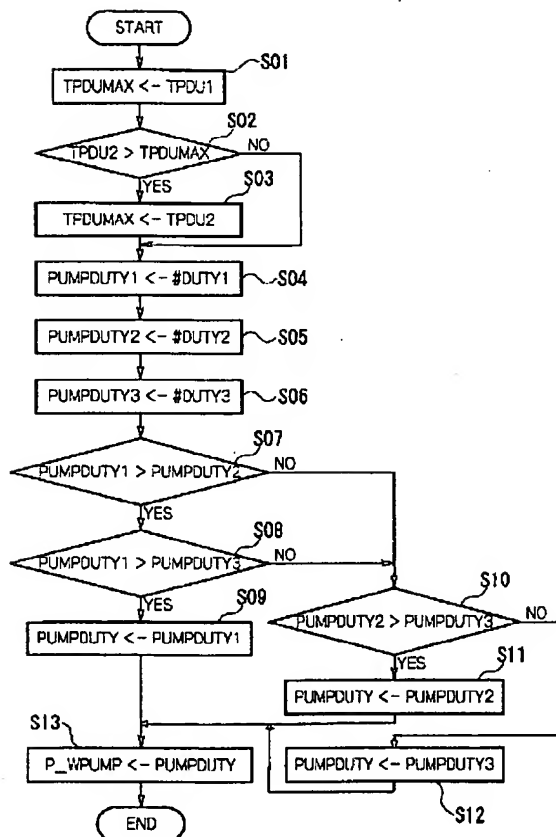 START
S01
TPDUMAX <- TPDU1
S02
TPDU2 > TPDUMAX
NO
YES
S03
TPDUMAX <- TPDU2
PUMPDUTY1 <- #DUTY1
S04
PUMPDUTY2 <- #DUTY2
S05
PUMPDUTY3 <- #DUTY3
S06
S07
PUMPDUTY1 > PUMPDUTY2
NO
YES
S08
PUMPDUTY1 > PUMPDUTY3
NO
YES
S09
PUMPDUTY <- PUMPDUTY1
S10
PUMPDUTY2 > PUMPDUTY3
NO
YES
S11
PUMPDUTY <- PUMPDUTY2
S13
P_WPUMP <- PUMPDUTY
PUMPDUTY <- PUMPDUTY3
S12
END